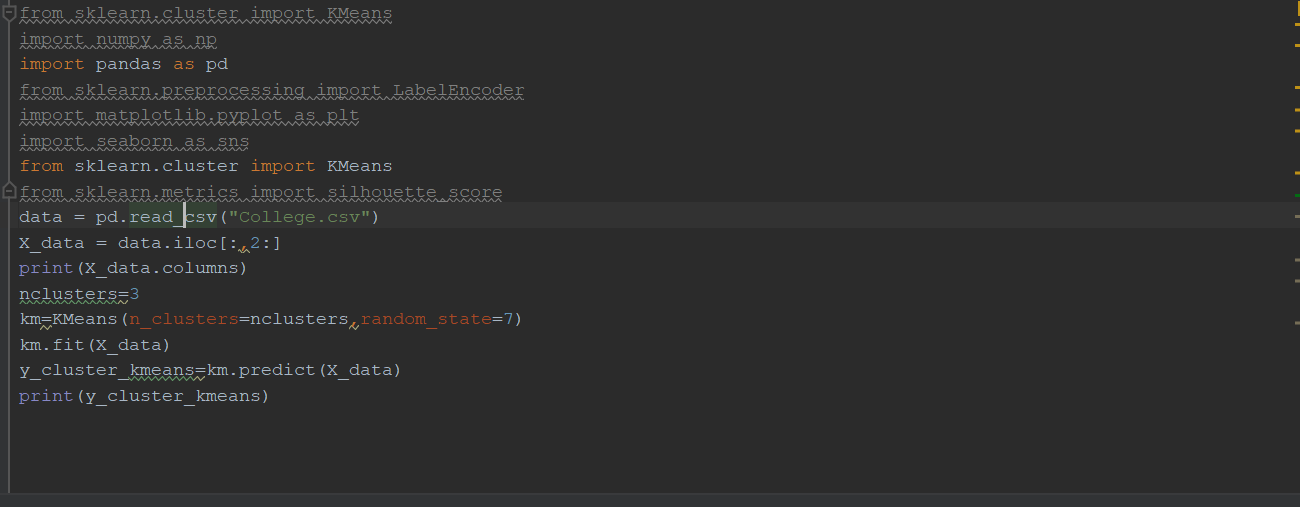 from sklearn.cluster import KMeans
import numpy as np
import pandas as pd
from sklearn.preprocessing import LabelEncoder
import matplotlib.pyplot as plt
import seaborn as sns
from sklearn.cluster import KMeans
from sklearn.metrics import silhouette_score
data = pd.read_csv("College.csv")
X_data = data.iloc[:,2:]
print(X_data.columns)
nclusters=3
km=KMeans(n_clusters=nclusters,random_state=7)
km.fit(X_data)
y_cluster_kmeans=km.predict(X_data)
print(y_cluster_kmeans)